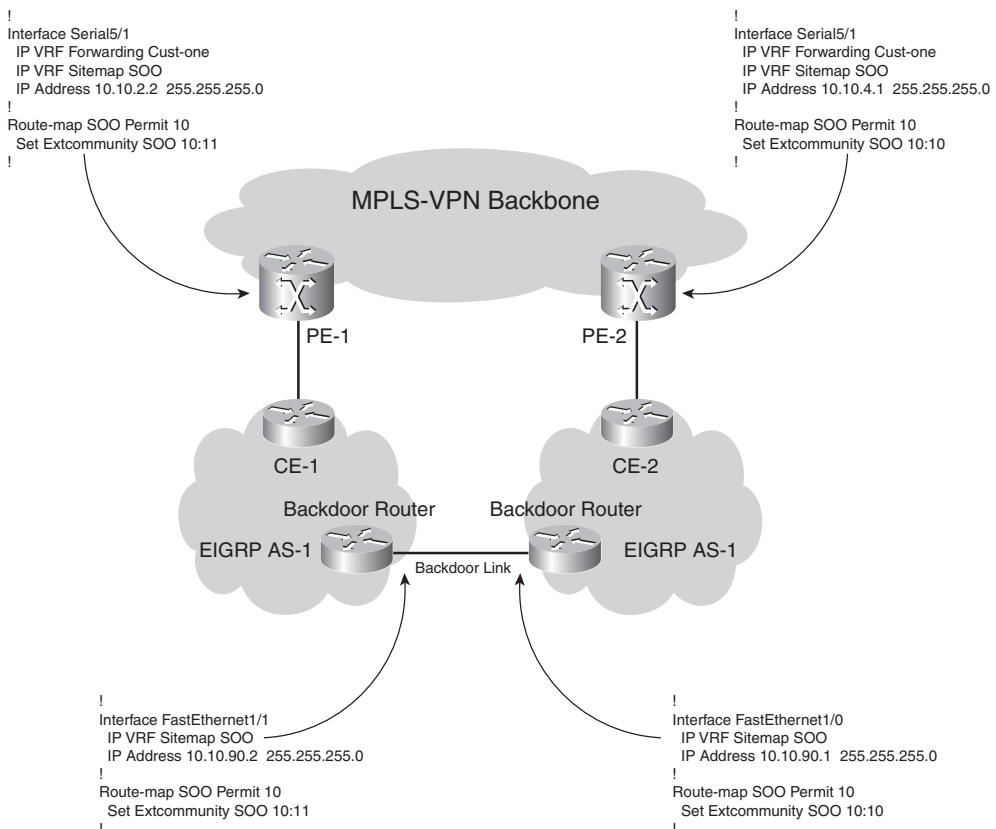 !
Interface Serial5/1
IP VRF Forwarding Cust-one
IP VRF Sitemap SOO
IP Address 10.10.2.2 255.255.255.0
!
Route-map SOO Permit 10
Set Extcommunity SOO 10:11
!
!
Interface Serial5/1
IP VRF Forwarding Cust-one
IP VRF Sitemap SOO
IP Address 10.10.4.1 255.255.255.0
!
Route-map SOO Permit 10
Set Extcommunity SOO 10:10
!
MPLS-VPN Backbone
PE-1
PE-2
CE-1
CE-2
Backdoor Router
Backdoor Router
EIGRP AS-1
EIGRP AS-1
Backdoor Link
!
Interface FastEthernet1/1
IP VRF Sitemap SOO
IP Address 10.10.90.2 255.255.255.0
!
Route-map SOO Permit 10
Set Extcommunity SOO 10:11
!
!
Interface FastEthernet1/0
IP VRF Sitemap SOO
IP Address 10.10.90.1 255.255.255.0
!
Route-map SOO Permit 10
Set Extcommunity SOO 10:10
!